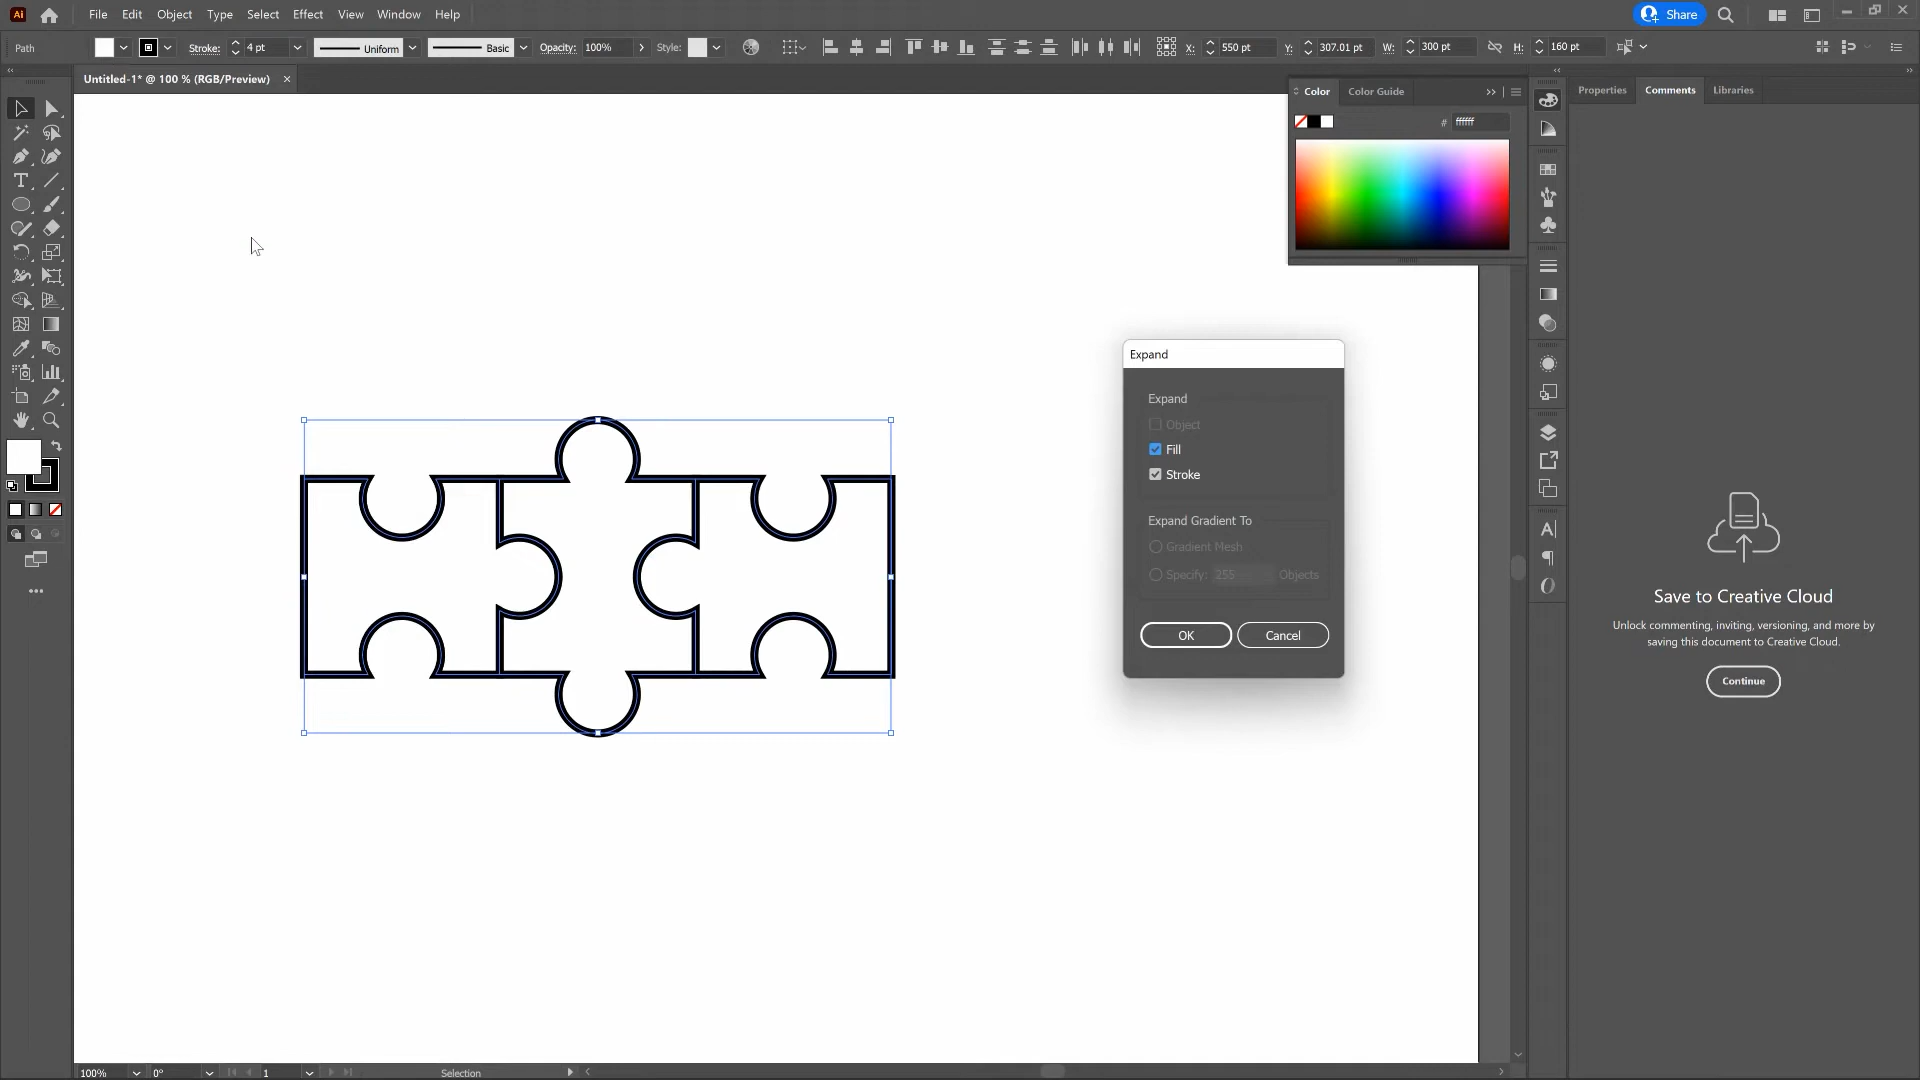 Ai File Edit Object Type Select Effect View Window Help Share
Path Stroke: 4 pt Uniform Basic Opacity: 100% Style: X: 550 pt Y: 307.01 pt W: 300 pt H: 160 pt
Untitled-1* @ 100 % (RGB/Preview) ×
Color Color Guide
# ffffff
Properties Comments Libraries
Expand
Expand
Object
Fill
Stroke
Expand Gradient To
Gradient Mesh
Specify: 255 Objects
OK Cancel
Save to Creative Cloud
Unlock commenting, inviting, versioning, and more by
saving this document to Creative Cloud.
Continue
100% 0° 1 Selection